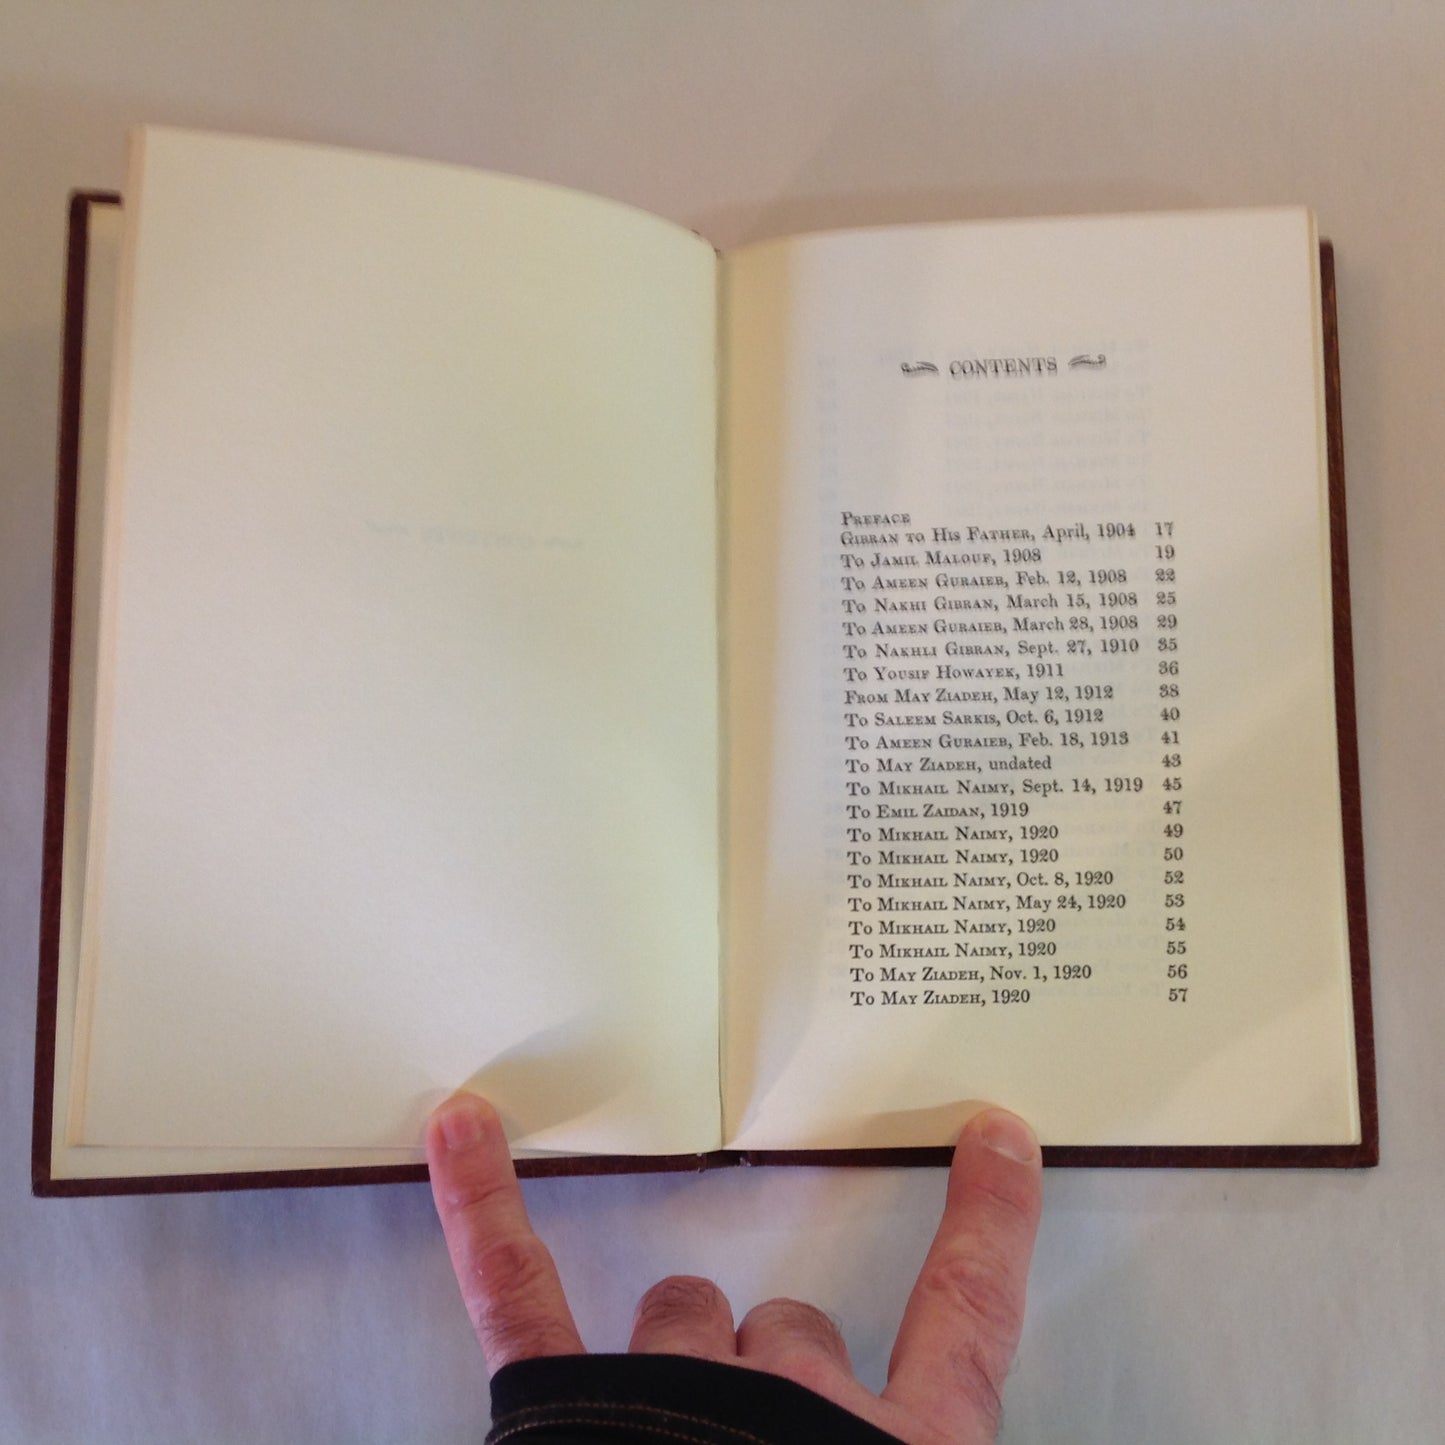 CONTENTS
PREFACE
GIBRAN TO HIS FATHER, April, 1904 17
To JAMIL MALOUF, 1908 19
To AMEEN GURAIEB, Feb. 12, 1908 22
To NAKHI GIBRAN, March 15, 1908 25
To AMEEN GURAIEB, March 28, 1908 29
To NAKHLI GIBRAN, Sept. 27, 1910 35
To YOUSIF HOWAYEK, 1911 36
FROM MAY ZIADEH, May 12, 1912 38
To SALEEM SARKIS, Oct. 6, 1912 40
To AMEEN GURAIEB, Feb. 18, 1913 41
To MAY ZIADEH, undated 43
To MIKHAIL NAIMY, Sept. 14, 1919 45
To EMIL ZAIDAN, 1919 47
To MIKHAIL NAIMY, 1920 49
To MIKHAIL NAIMY, 1920 50
To MIKHAIL NAIMY, Oct. 8, 1920 52
To MIKHAIL NAIMY, May 24, 1920 53
To MIKHAIL NAIMY, 1920 54
To MIKHAIL NAIMY, 1920 55
To MAY ZIADEH, Nov. 1, 1920 56
To MAY ZIADEH, 1920 57